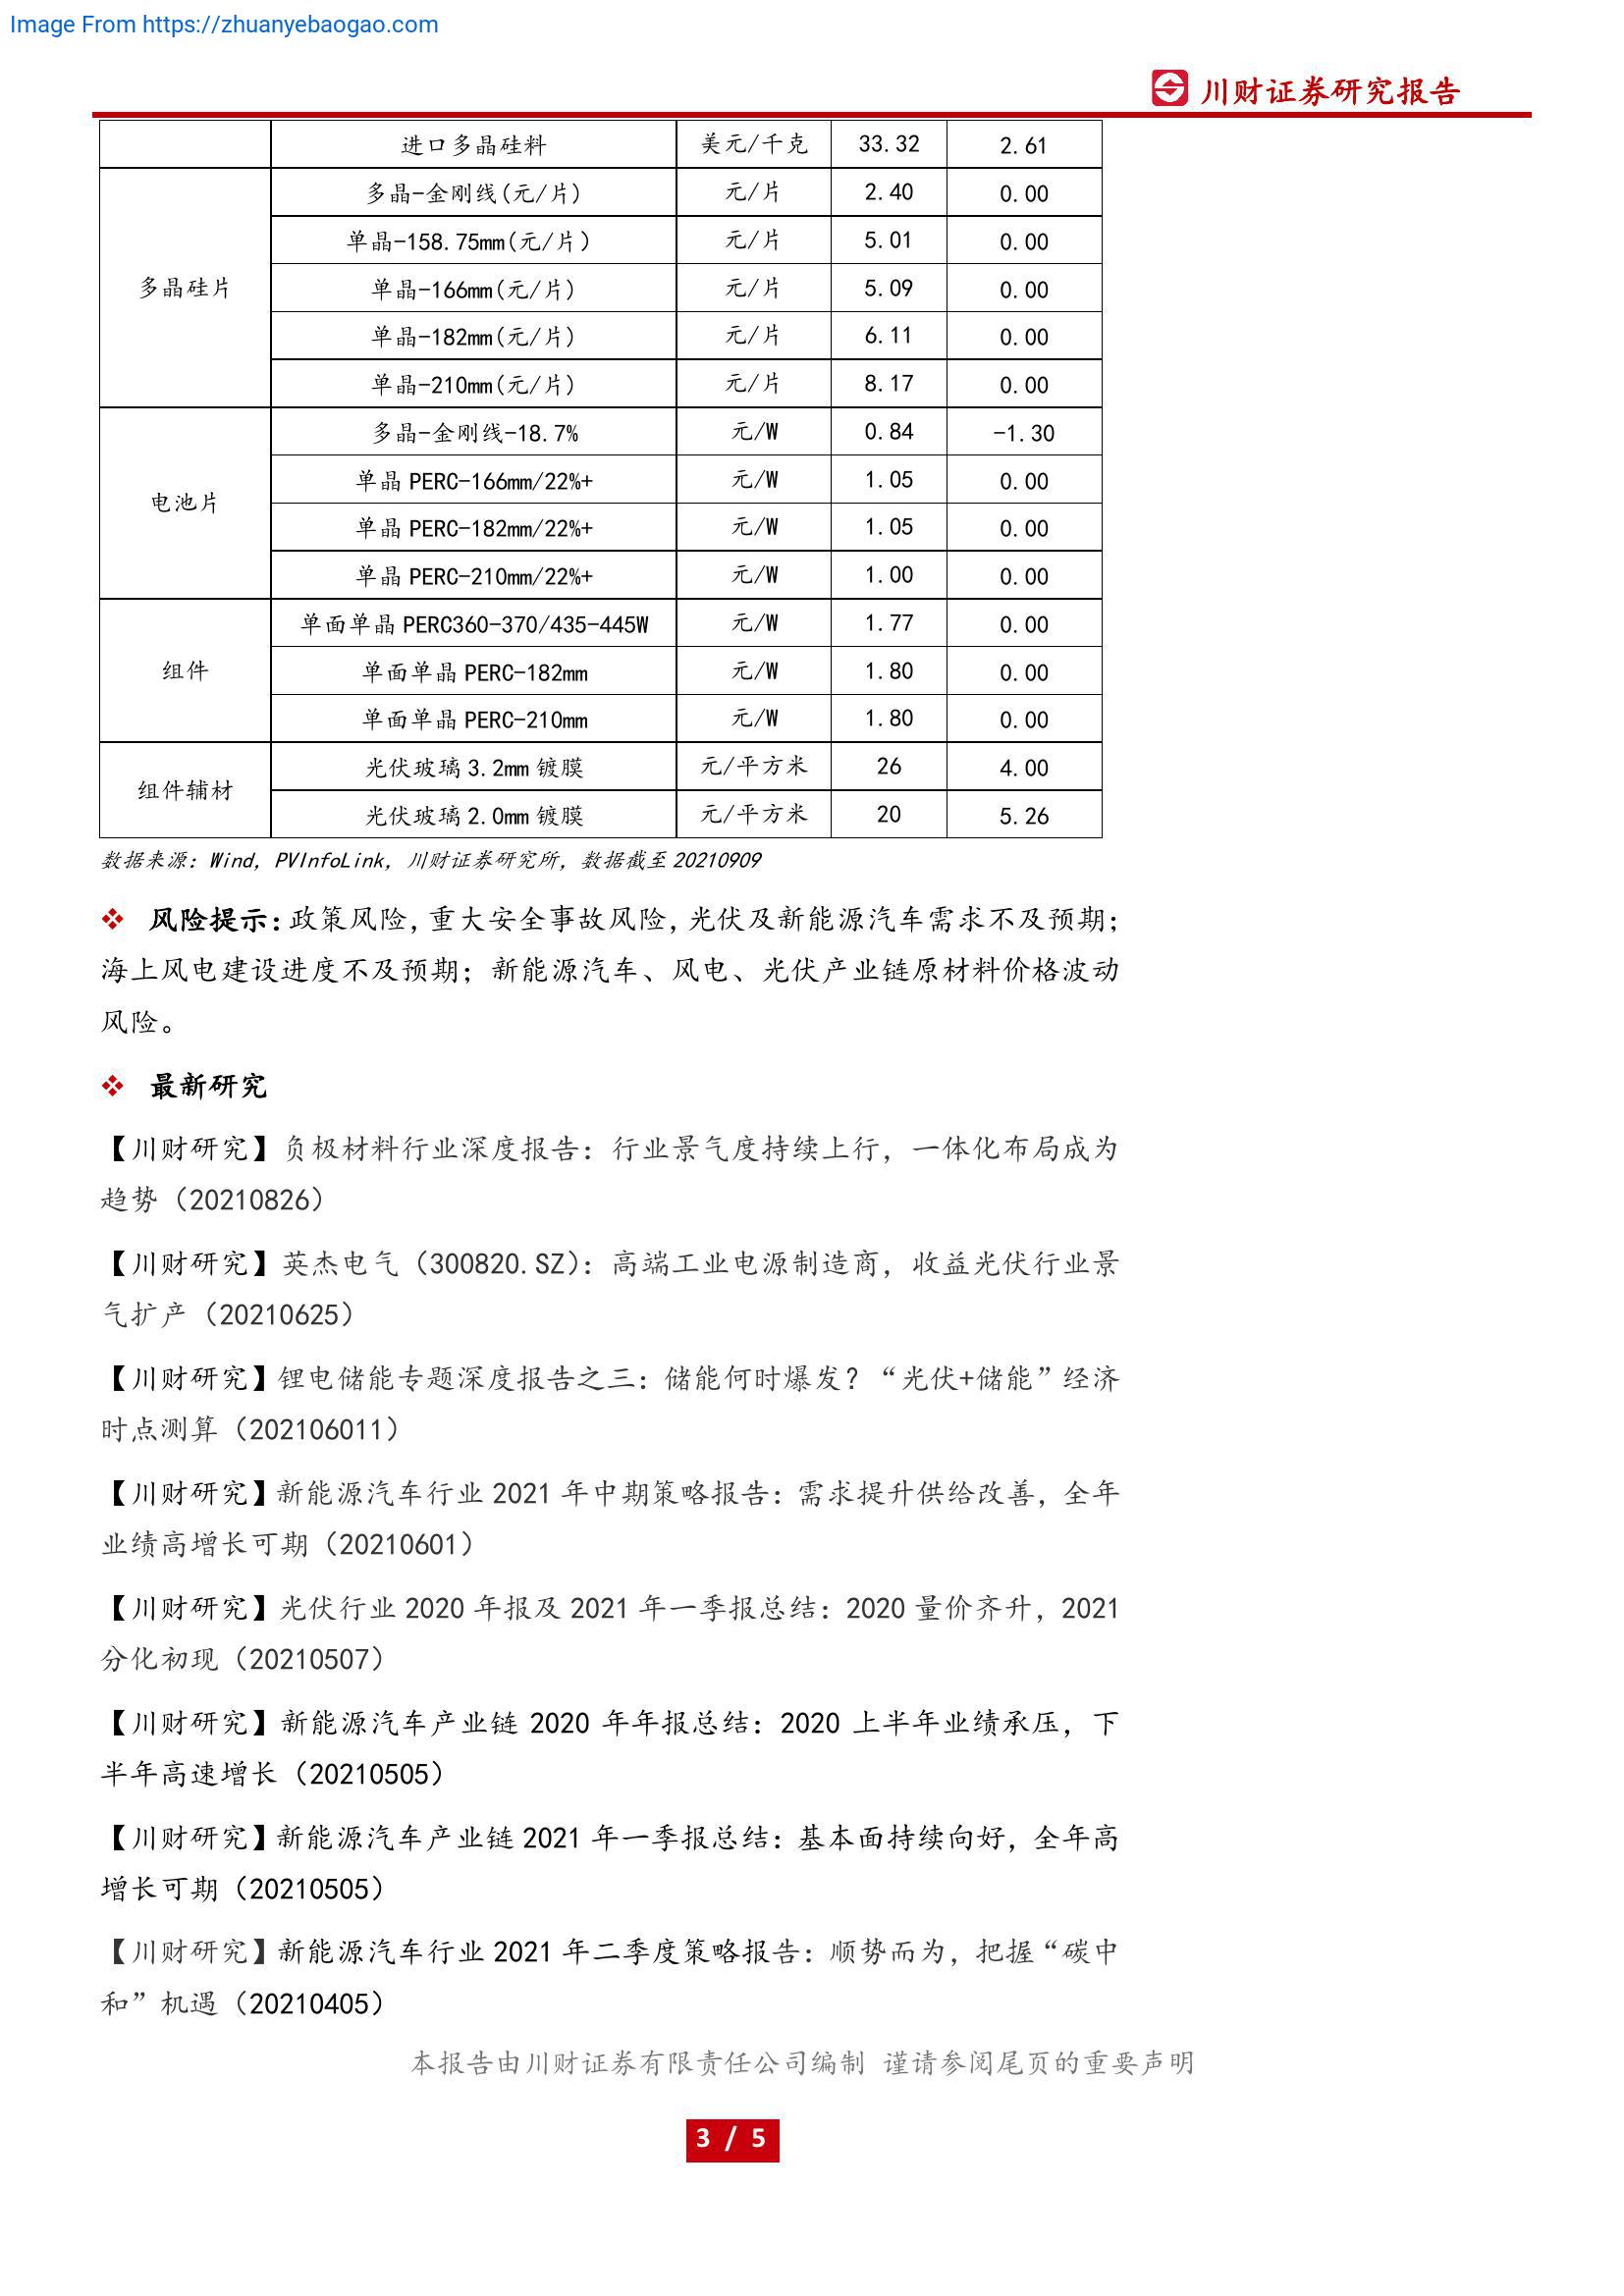 Image From https://zhuanyebaogao.com
川财证券研究报告
进口多晶硅料 美元/千克 33.32 2.61
多晶硅片
多晶-金刚线(元/片) 元/片 2.40 0.00
单晶-158.75mm(元/片) 元/片 5.01 0.00
单晶-166mm(元/片) 元/片 5.09 0.00
单晶-182mm(元/片) 元/片 6.11 0.00
单晶-210mm(元/片) 元/片 8.17 0.00
电池片
多晶-金刚线-18.7% 元/W 0.84 -1.30
单晶 PERC-166mm/22%+ 元/W 1.05 0.00
单晶 PERC-182mm/22%+ 元/W 1.05 0.00
单晶 PERC-210mm/22%+ 元/W 1.00 0.00
组件
单面单晶 PERC360-370/435-445W 元/W 1.77 0.00
单面单晶 PERC-182mm 元/W 1.80 0.00
单面单晶 PERC-210mm 元/W 1.80 0.00
组件辅材
光伏玻璃 3.2mm 镀膜 元/平方米 26 4.00
光伏玻璃 2.0mm 镀膜 元/平方米 20 5.26
数据来源：Wind，PVInfoLink，川财证券研究所，数据截至 20210909
❖ 风险提示：政策风险，重大安全事故风险，光伏及新能源汽车需求不及预期；
海上风电建设进度不及预期；新能源汽车、风电、光伏产业链原材料价格波动
风险。
❖ 最新研究
【川财研究】负极材料行业深度报告：行业景气度持续上行，一体化布局成为
趋势（20210826）
【川财研究】英杰电气（300820.SZ）：高端工业电源制造商，收益光伏行业景
气扩产（20210625）
【川财研究】锂电储能专题深度报告之三：储能何时爆发？“光伏+储能”经济
时点测算（202106011）
【川财研究】新能源汽车行业 2021 年中期策略报告：需求提升供给改善，全年
业绩高增长可期（20210601）
【川财研究】光伏行业 2020 年报及 2021 年一季报总结：2020 量价齐升，2021
分化初现（20210507）
【川财研究】新能源汽车产业链 2020 年年报总结：2020 上半年业绩承压，下
半年高速增长（20210505）
【川财研究】新能源汽车产业链 2021 年一季报总结：基本面持续向好，全年高
增长可期（20210505）
【川财研究】新能源汽车行业 2021 年二季度策略报告：顺势而为，把握“碳中
和”机遇（20210405）
本报告由川财证券有限责任公司编制 谨请参阅尾页的重要声明
3 / 5